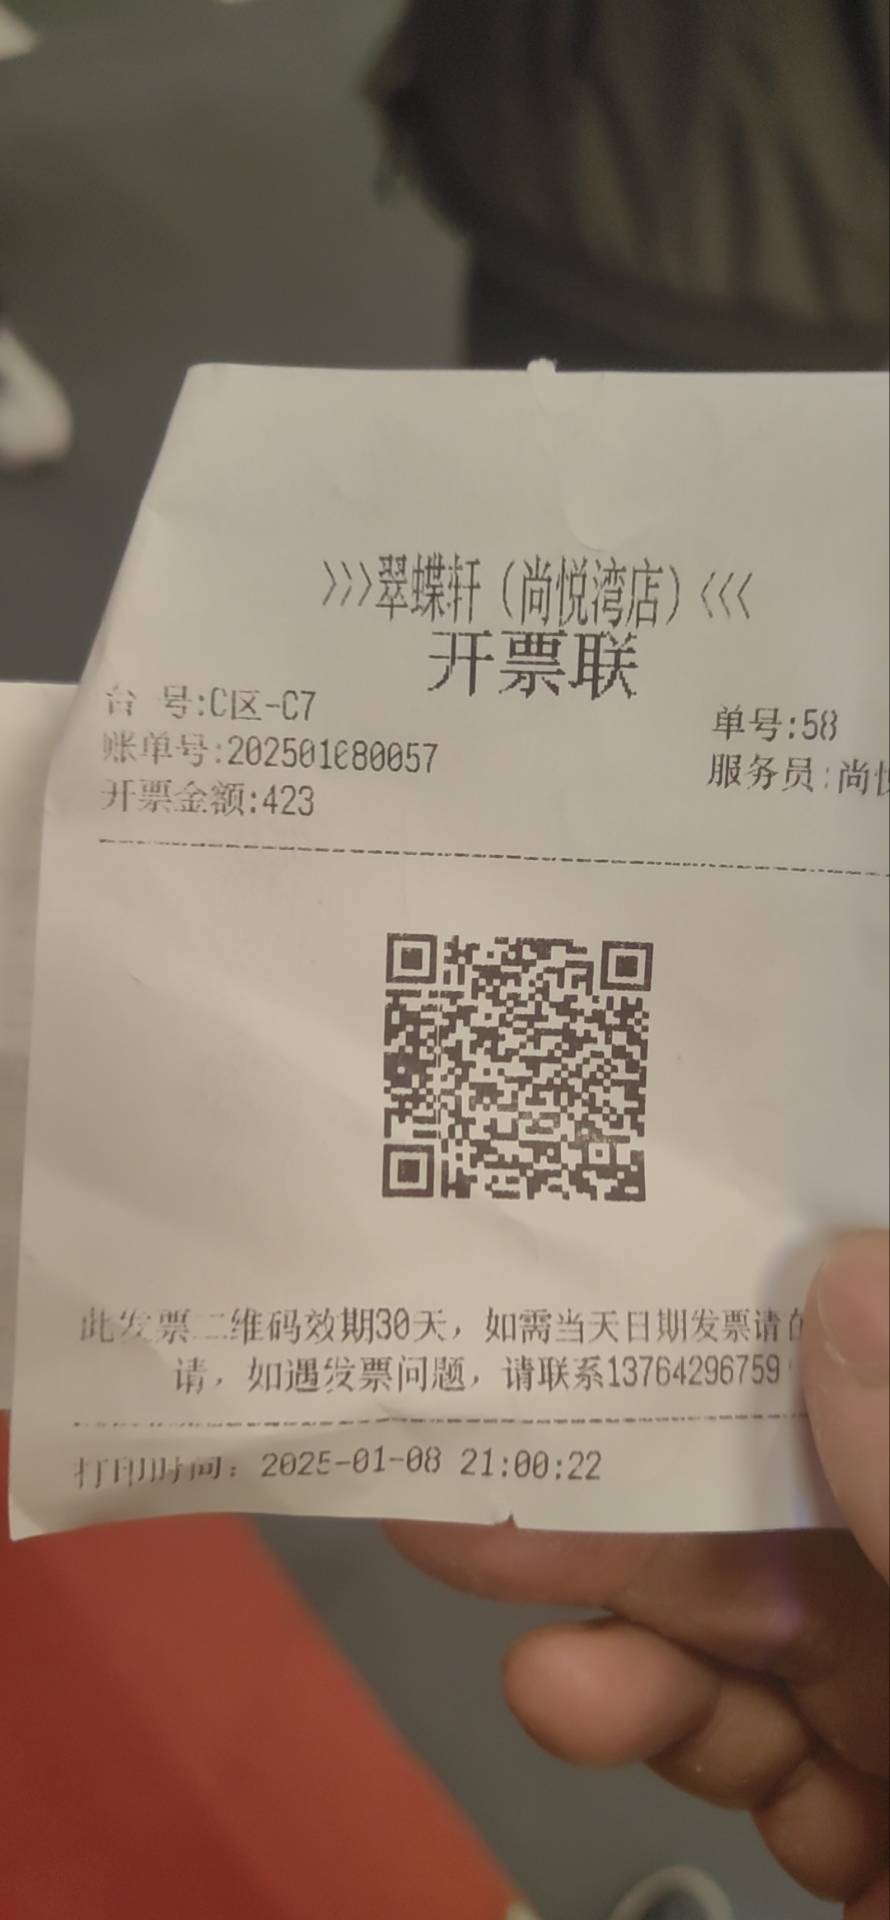 >>>翠蝶轩（尚悦湾店）<<<
开票联
台 号:C区-C7
单号:58
账单号:202501080057
服务员:尚悦
开票金额:423
此发票二维码效期30天，如需当天日期发票请在
请，如遇发票问题，请联系13764296759
打印时间：2025-01-08 21:00:22